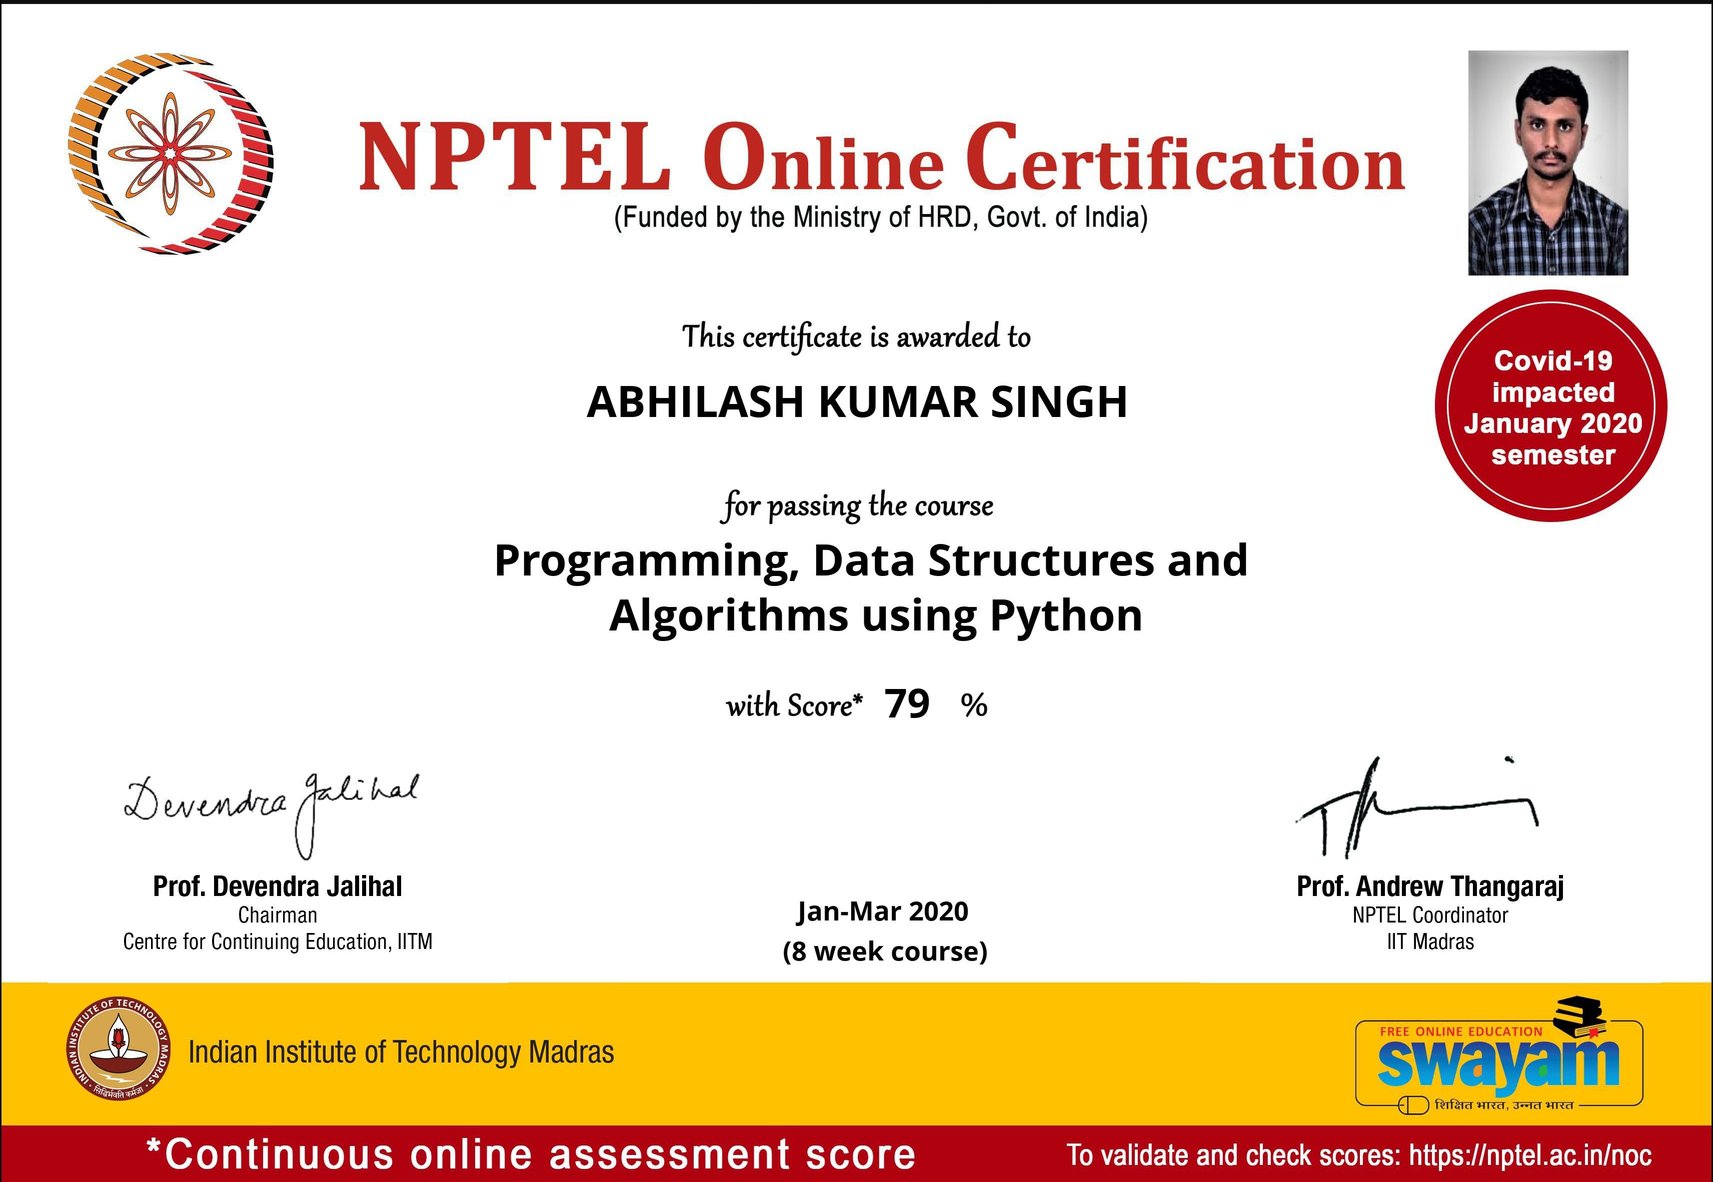 NPTEL Online Certification
(Funded by the Ministry of HRD, Govt. of India)
This certificate is awarded to
ABHILASH KUMAR SINGH
Covid-19
impacted
January 2020
semester
for passing the course
Programming, Data Structures and
Algorithms using Python
with Score* 79 %
Devendra Jalihal
Prof. Devendra Jalihal
Chairman
Centre for Continuing Education, IITM
Jan-Mar 2020
(8 week course)
Prof. Andrew Thangaraj
NPTEL Coordinator
IIT Madras
INDIAN INSTITUTE OF TECHNOLOGY MADRAS
सिद्धिर्भवति कर्मजा
Indian Institute of Technology Madras
FREE ONLINE EDUCATION
swayam
शिक्षित भारत, उन्नत भारत
*Continuous online assessment score
To validate and check scores: https://nptel.ac.in/noc